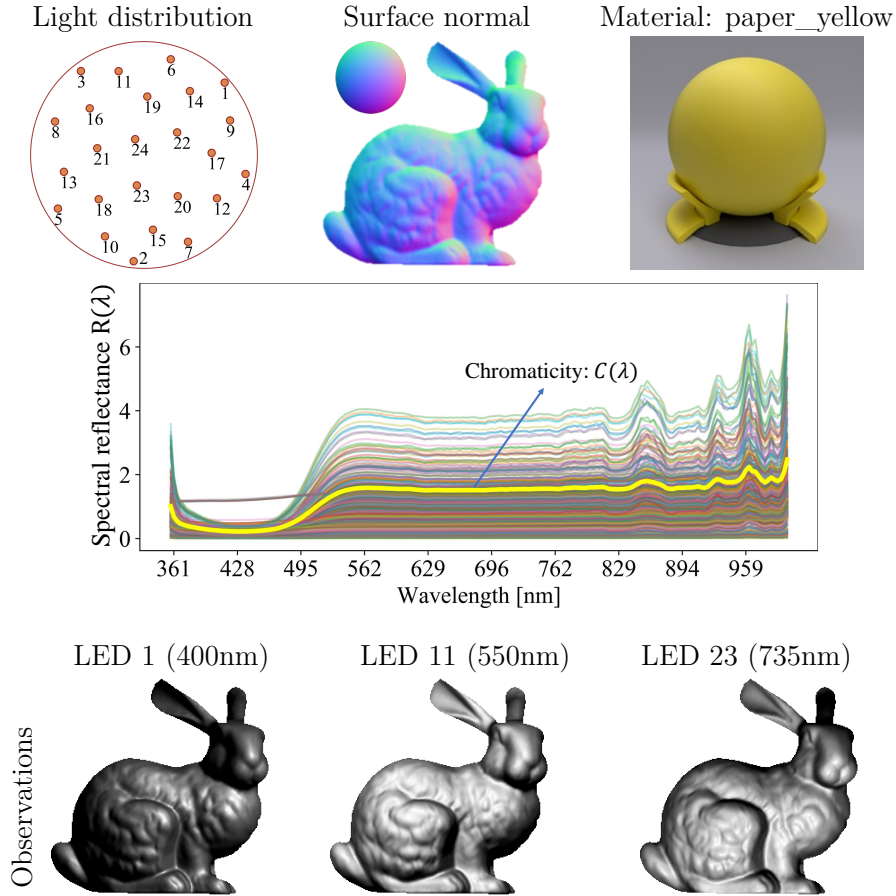 Light distribution
Surface normal
Material: paper_yellow
6
3
11
1
19
14
16
8
9
22
24
21
17
13
4
23
18
20
12
5
10
15
7
2
Spectral reflectance R(λ)
6
4
2
0
Chromaticity: C(λ)
361 428 495 562 629 696 762 829 894 959
Wavelength [nm]
LED 1 (400nm)
LED 11 (550nm)
LED 23 (735nm)
Observations